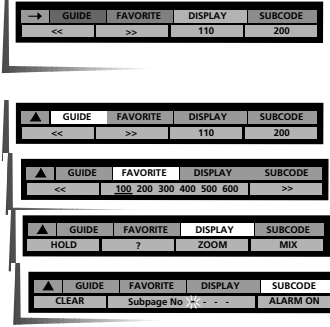 → GUIDE FAVORITE DISPLAY SUBCODE
<< >> 110 200
▲ GUIDE FAVORITE DISPLAY SUBCODE
<< >> 110 200
▲ GUIDE FAVORITE DISPLAY SUBCODE
<< 100 200 300 400 500 600 >>
▲ GUIDE FAVORITE DISPLAY SUBCODE
HOLD ? ZOOM MIX
▲ GUIDE FAVORITE DISPLAY SUBCODE
CLEAR Subpage No - - - - ALARM ON